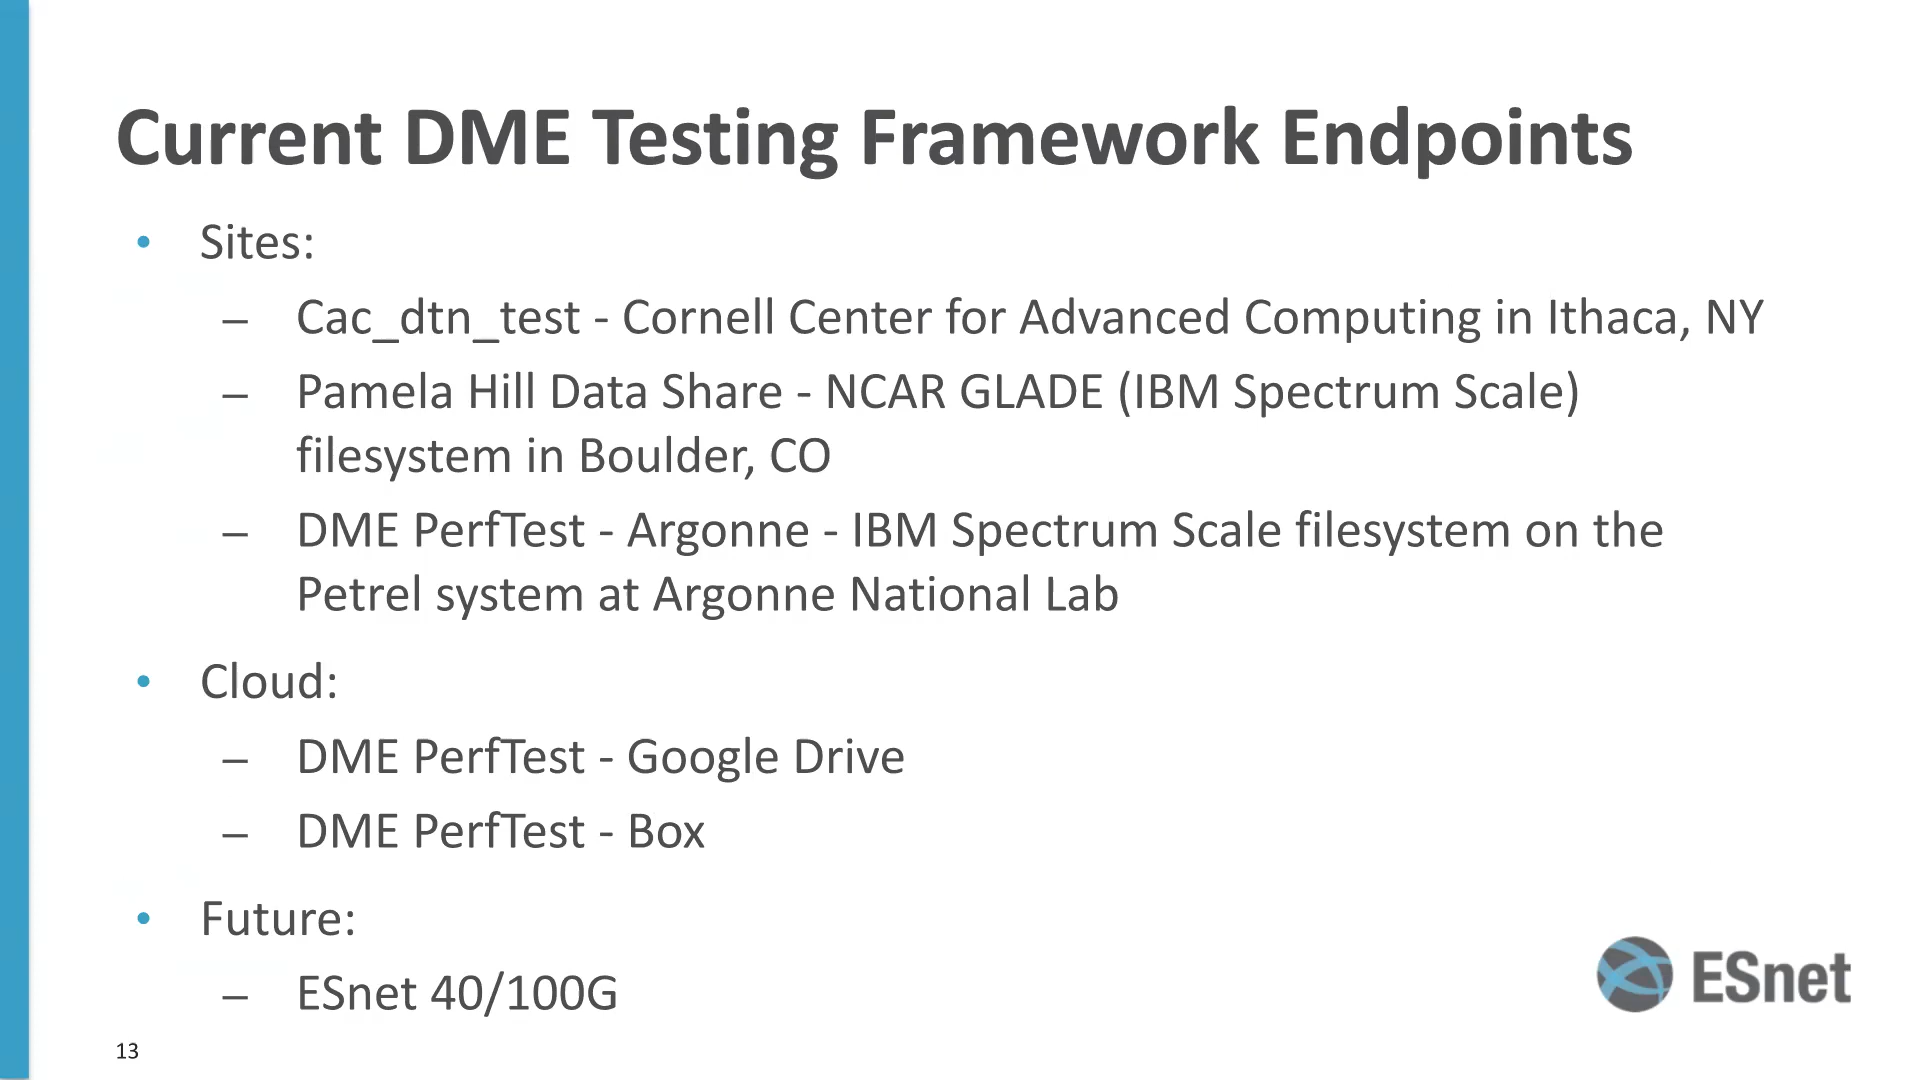 Current DME Testing Framework Endpoints
• Sites:
– Cac_dtn_test - Cornell Center for Advanced Computing in Ithaca, NY
– Pamela Hill Data Share - NCAR GLADE (IBM Spectrum Scale)
filesystem in Boulder, CO
– DME PerfTest - Argonne - IBM Spectrum Scale filesystem on the
Petrel system at Argonne National Lab
• Cloud:
– DME PerfTest - Google Drive
– DME PerfTest - Box
• Future:
– ESnet 40/100G
ESnet
13